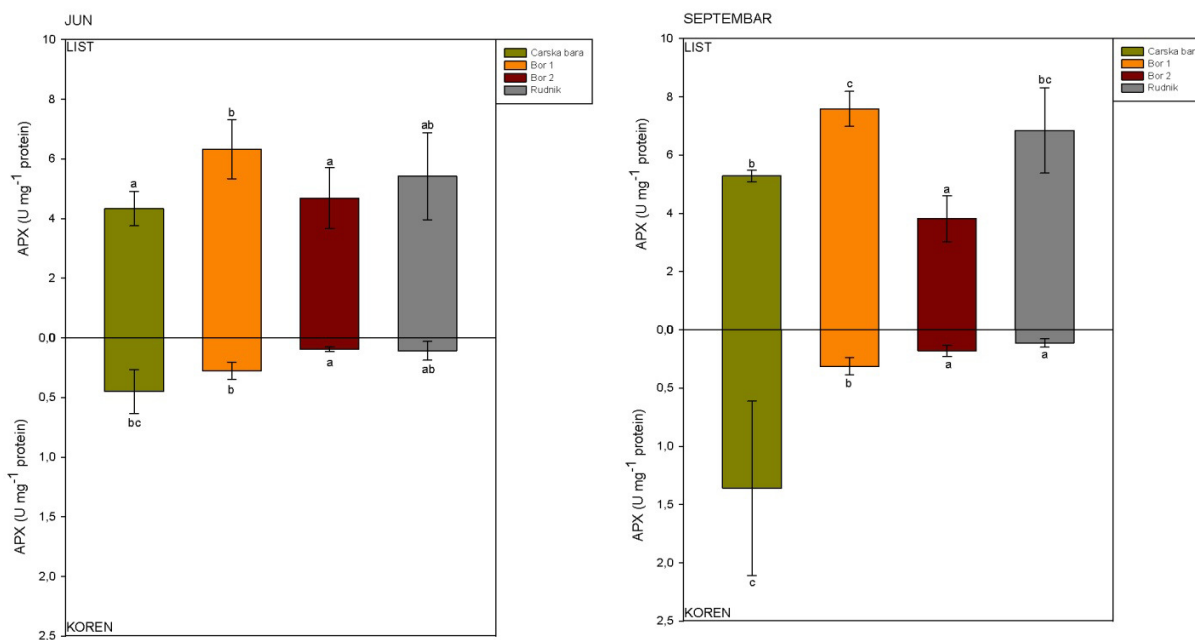 JUN
LIST
10
8
6
4
2
0,0
0,5
1,0
1,5
2,0
2,5
APX (U mg⁻¹ protein)
APX (U mg⁻¹ protein)
a
b
a
ab
bc
b
a
ab
KOREN
Carska bara
Bor 1
Bor 2
Rudnik
SEPTEMBAR
LIST
10
8
6
4
2
0,0
0,5
1,0
1,5
2,0
2,5
APX (U mg⁻¹ protein)
APX (U mg⁻¹ protein)
b
c
a
bc
c
b
a
a
KOREN
Carska bar
Bor 1
Bor 2
Rudnik